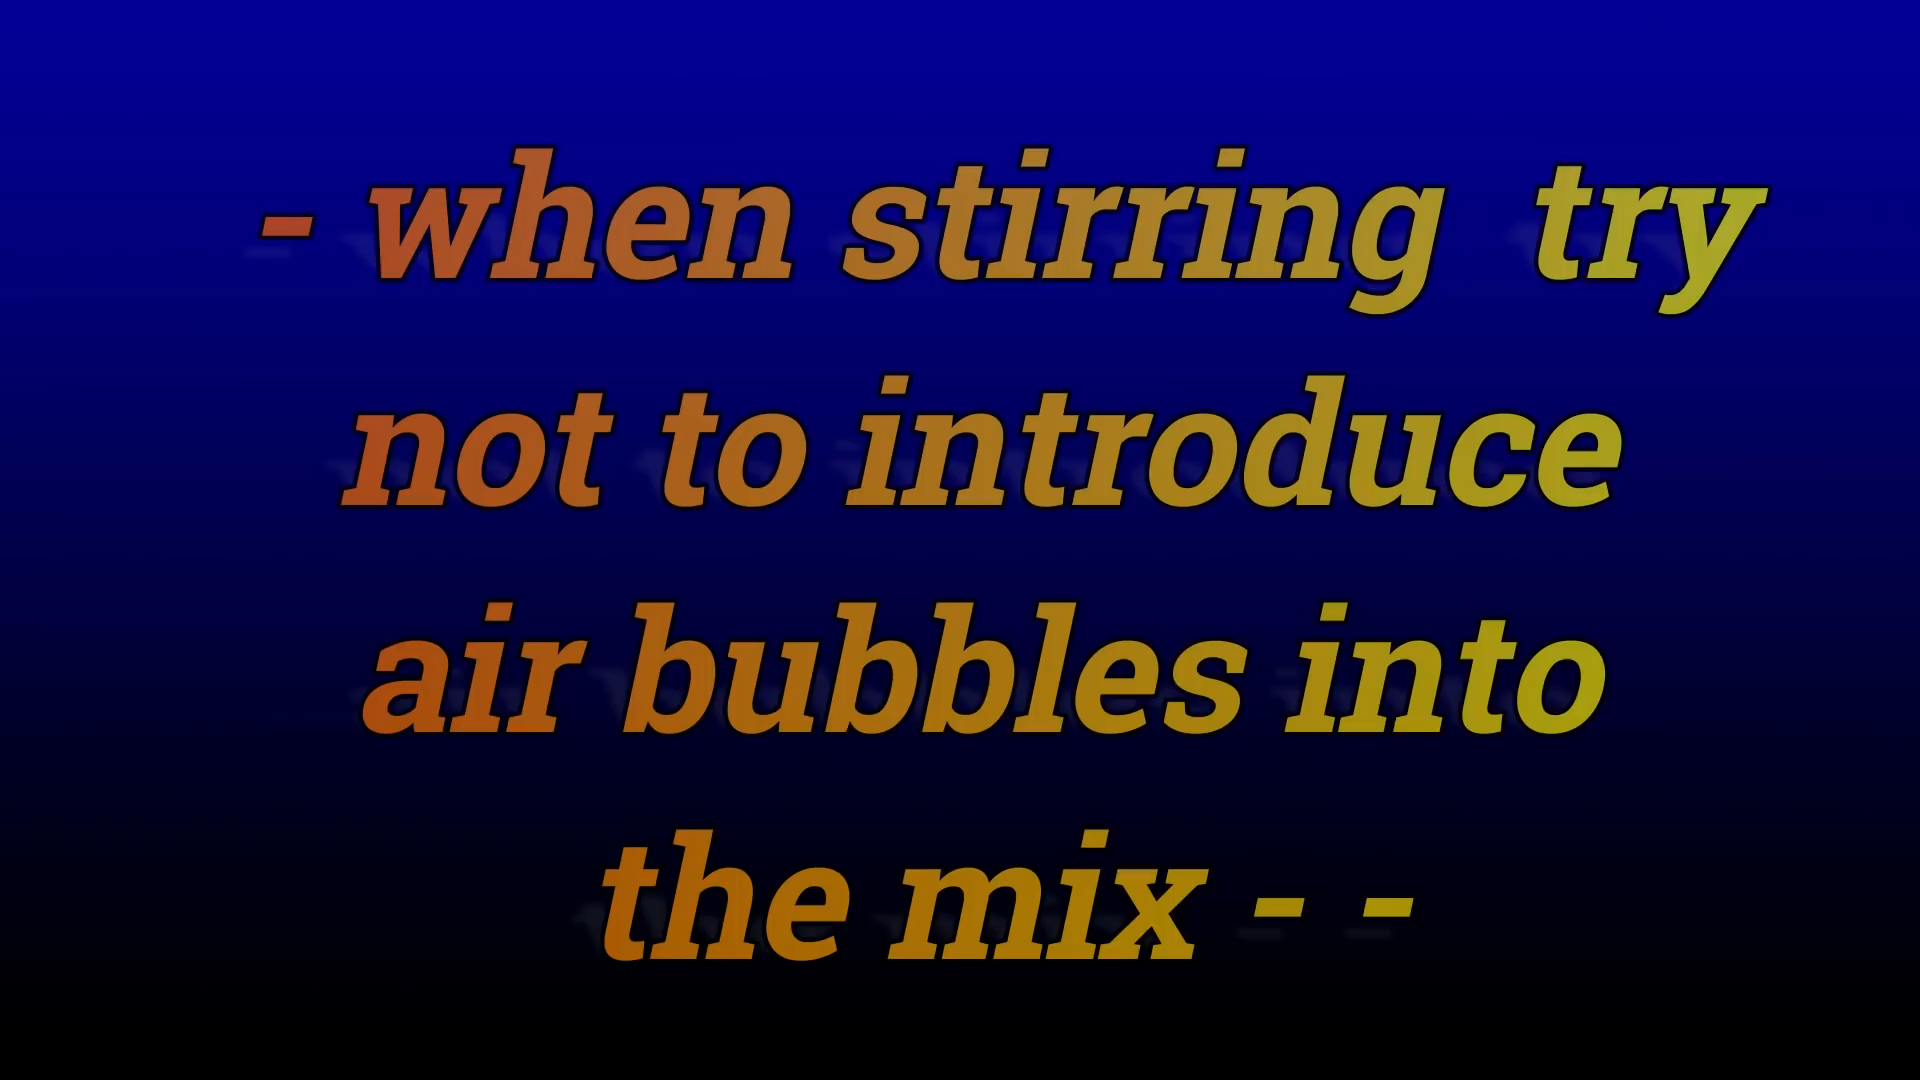 - when stirring  try
not to introduce
air bubbles into
the mix - -